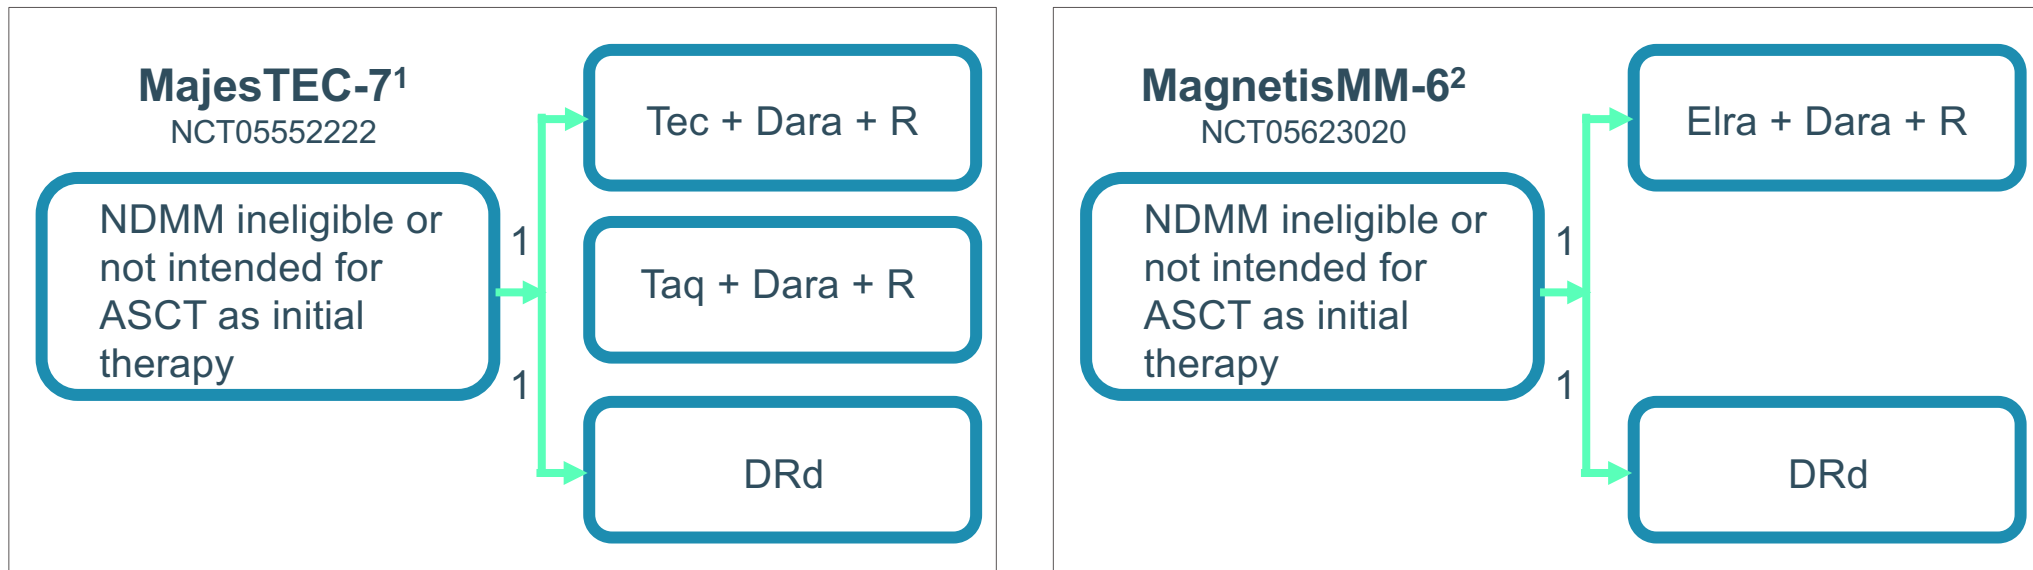 MajesTEC-7¹
NCT05552222
NDMM ineligible or
not intended for
ASCT as initial
therapy
1
1
Tec + Dara + R
Taq + Dara + R
DRd
MagnetisMM-6²
NCT05623020
NDMM ineligible or
not intended for
ASCT as initial
therapy
1
1
Elra + Dara + R
DRd